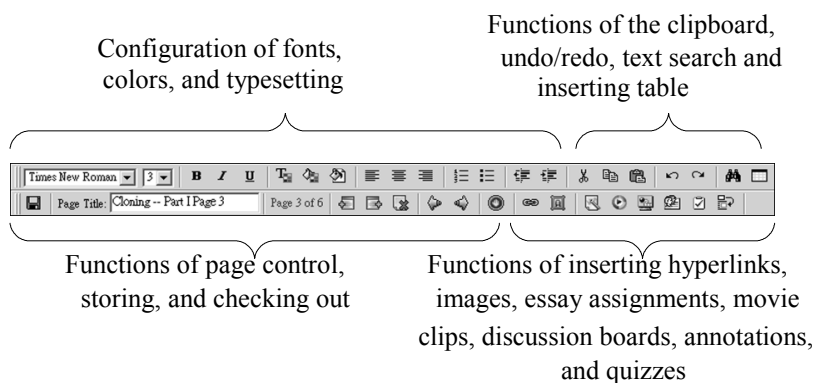 Configuration of fonts,
colors, and typesetting
Functions of the clipboard,
undo/redo, text search and
inserting table
Times New Roman 3 B I U
Page Title: Cloning -- Part I Page 3 Page 3 of 6
Functions of page control,
storing, and checking out
Functions of inserting hyperlinks,
images, essay assignments, movie
clips, discussion boards, annotations,
and quizzes